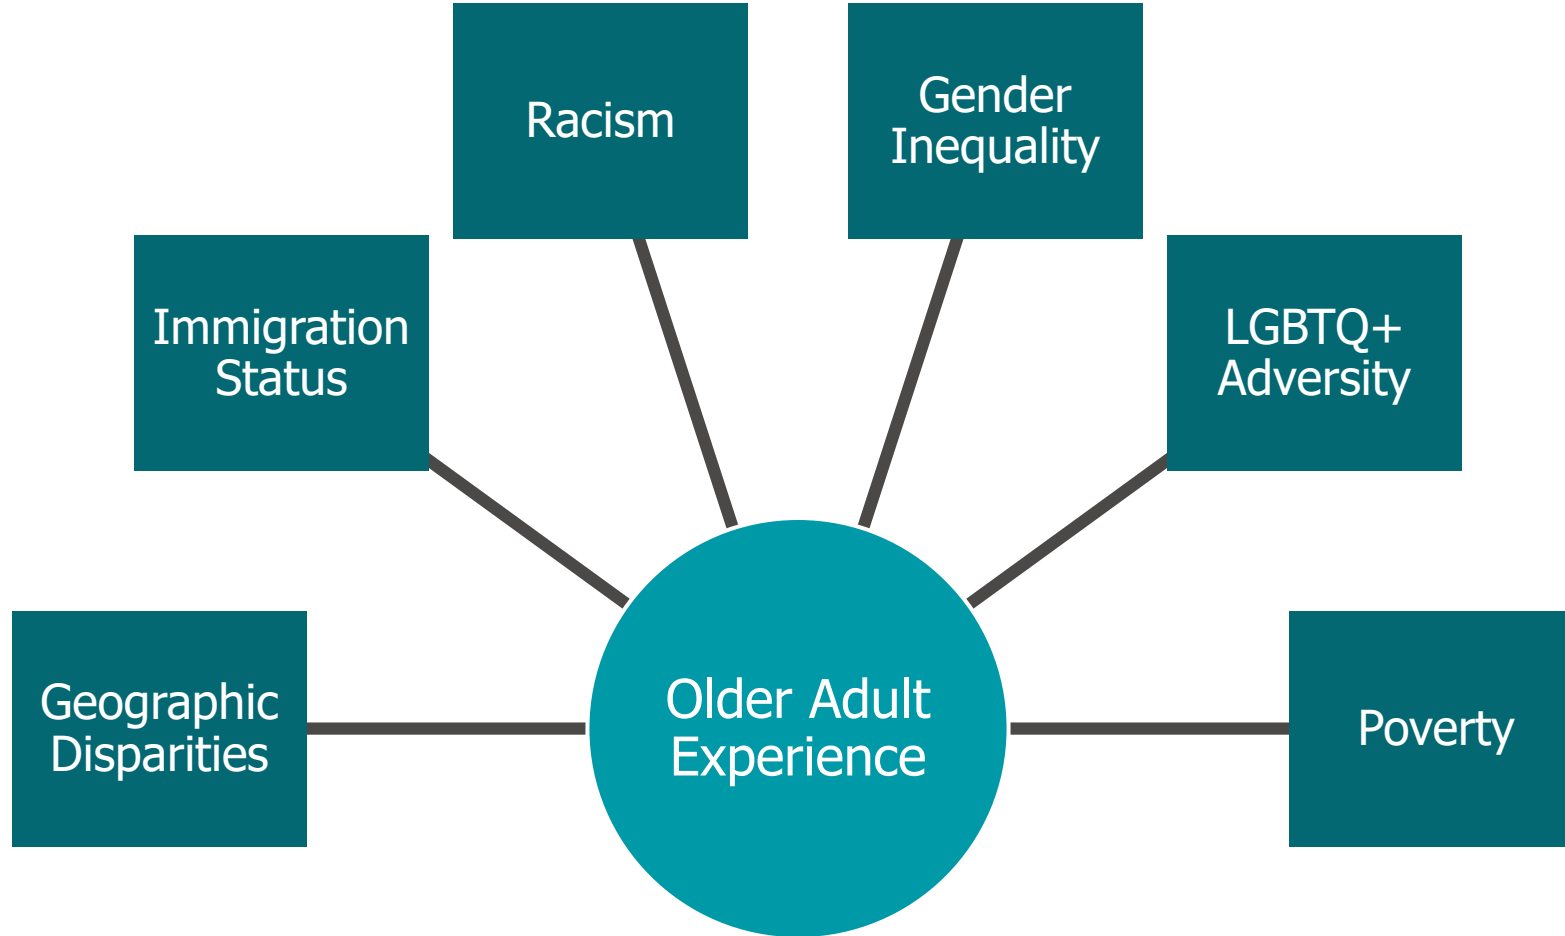 Racism
Gender
Inequality
Immigration
Status
LGBTQ+
Adversity
Geographic
Disparities
Older Adult
Experience
Poverty